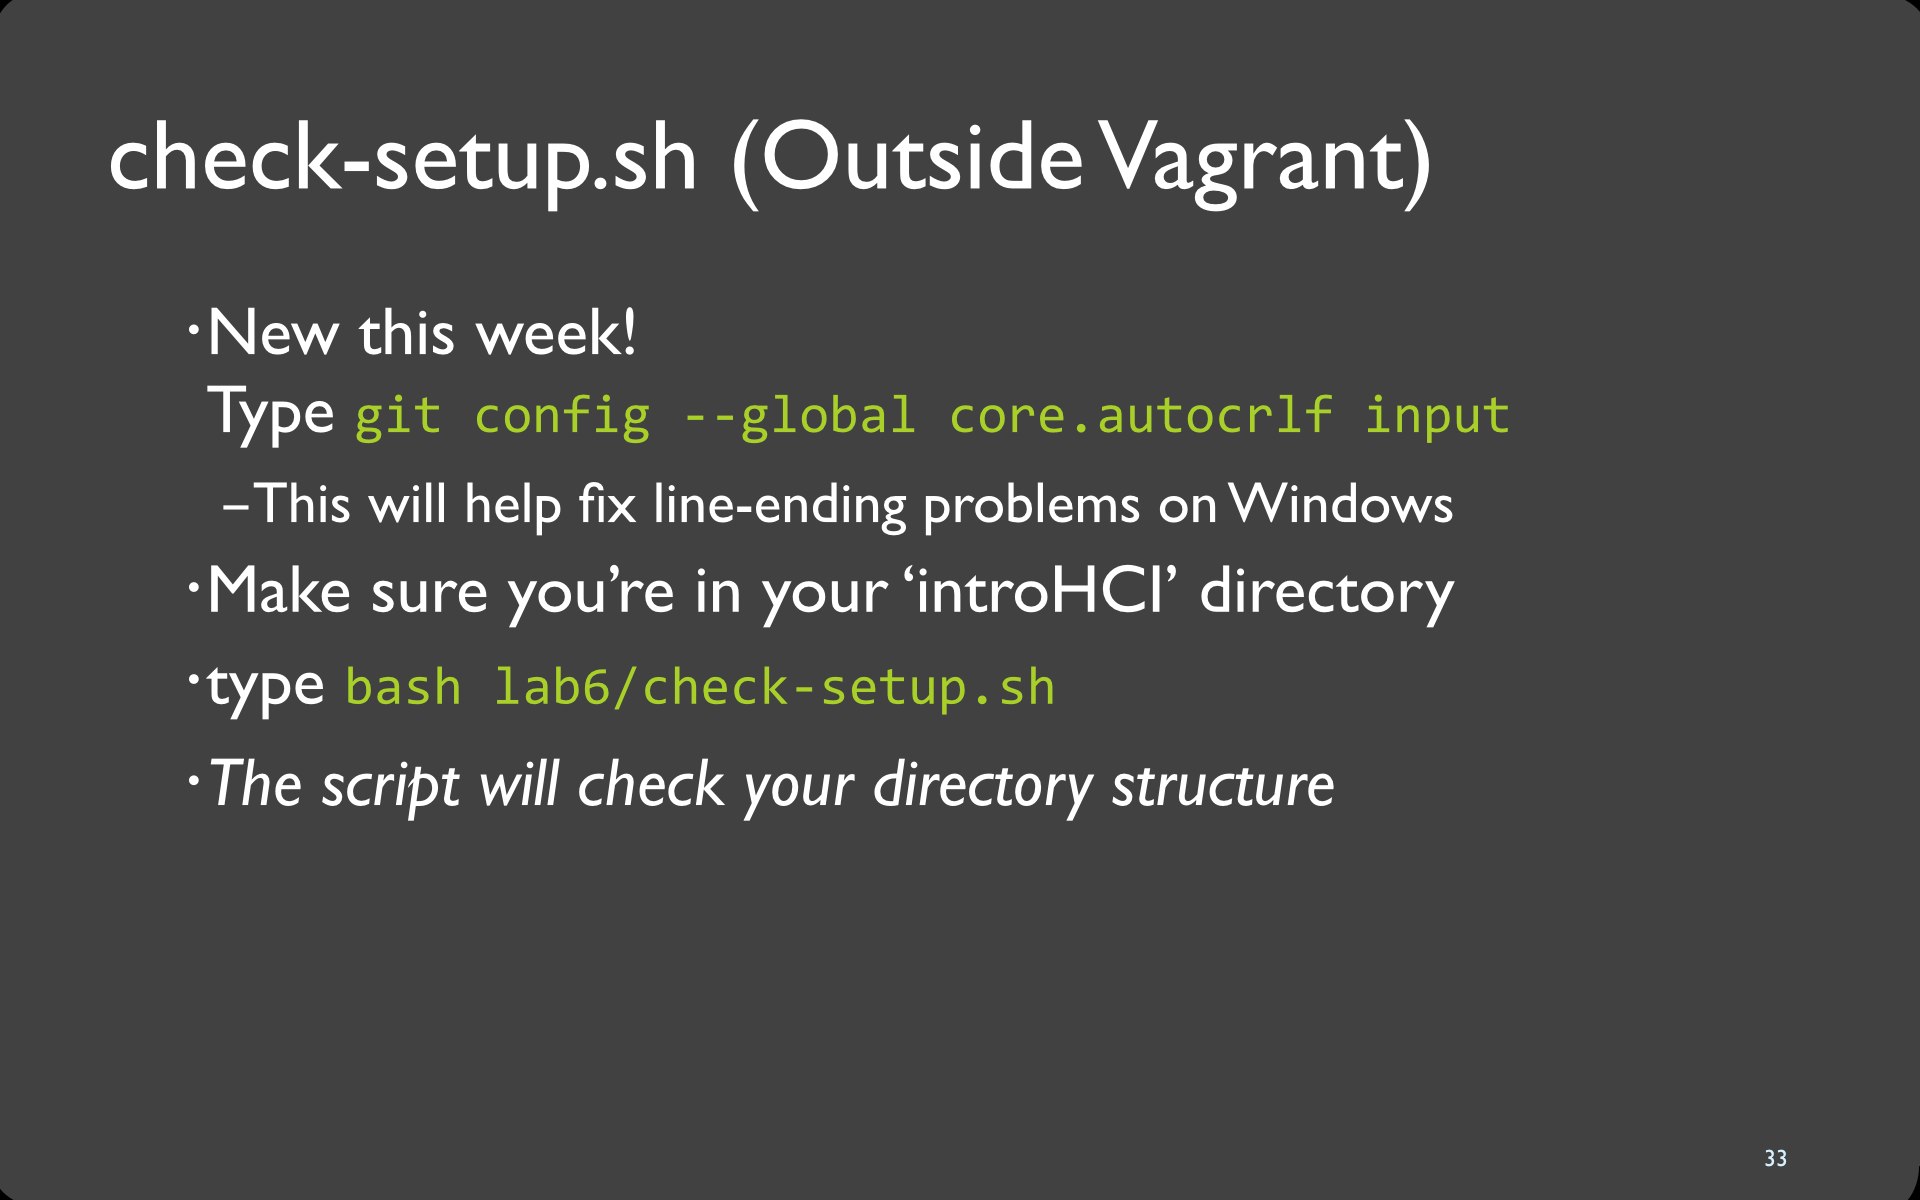 check-setup.sh (Outside Vagrant)
•New this week!
Type git config --global core.autocrlf input
–This will help fix line-ending problems on Windows
•Make sure you’re in your ‘introHCI’ directory
•type bash lab6/check-setup.sh
•The script will check your directory structure
33